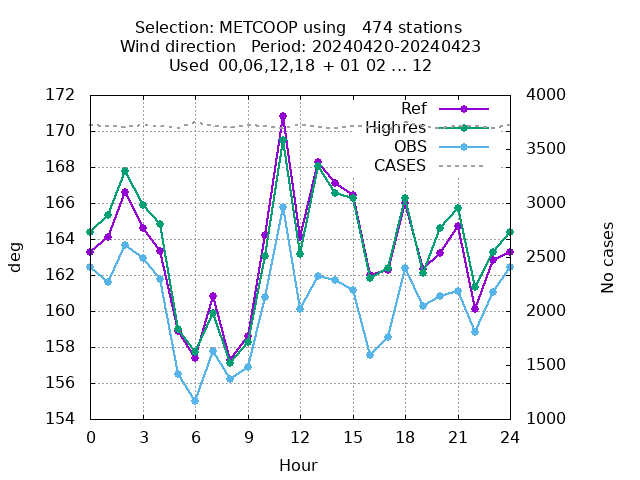 Selection: METCOOP using 474 stations
Wind direction Period: 20240420-20240423
Used 00,06,12,18 + 01 02 ... 12
172
170
168
166
164
162
160
158
156
154
deg
4000
3500
3000
2500
2000
1500
1000
No cases
Ref
Highres
OBS
CASES
0 3 6 9 12 15 18 21 24
Hour